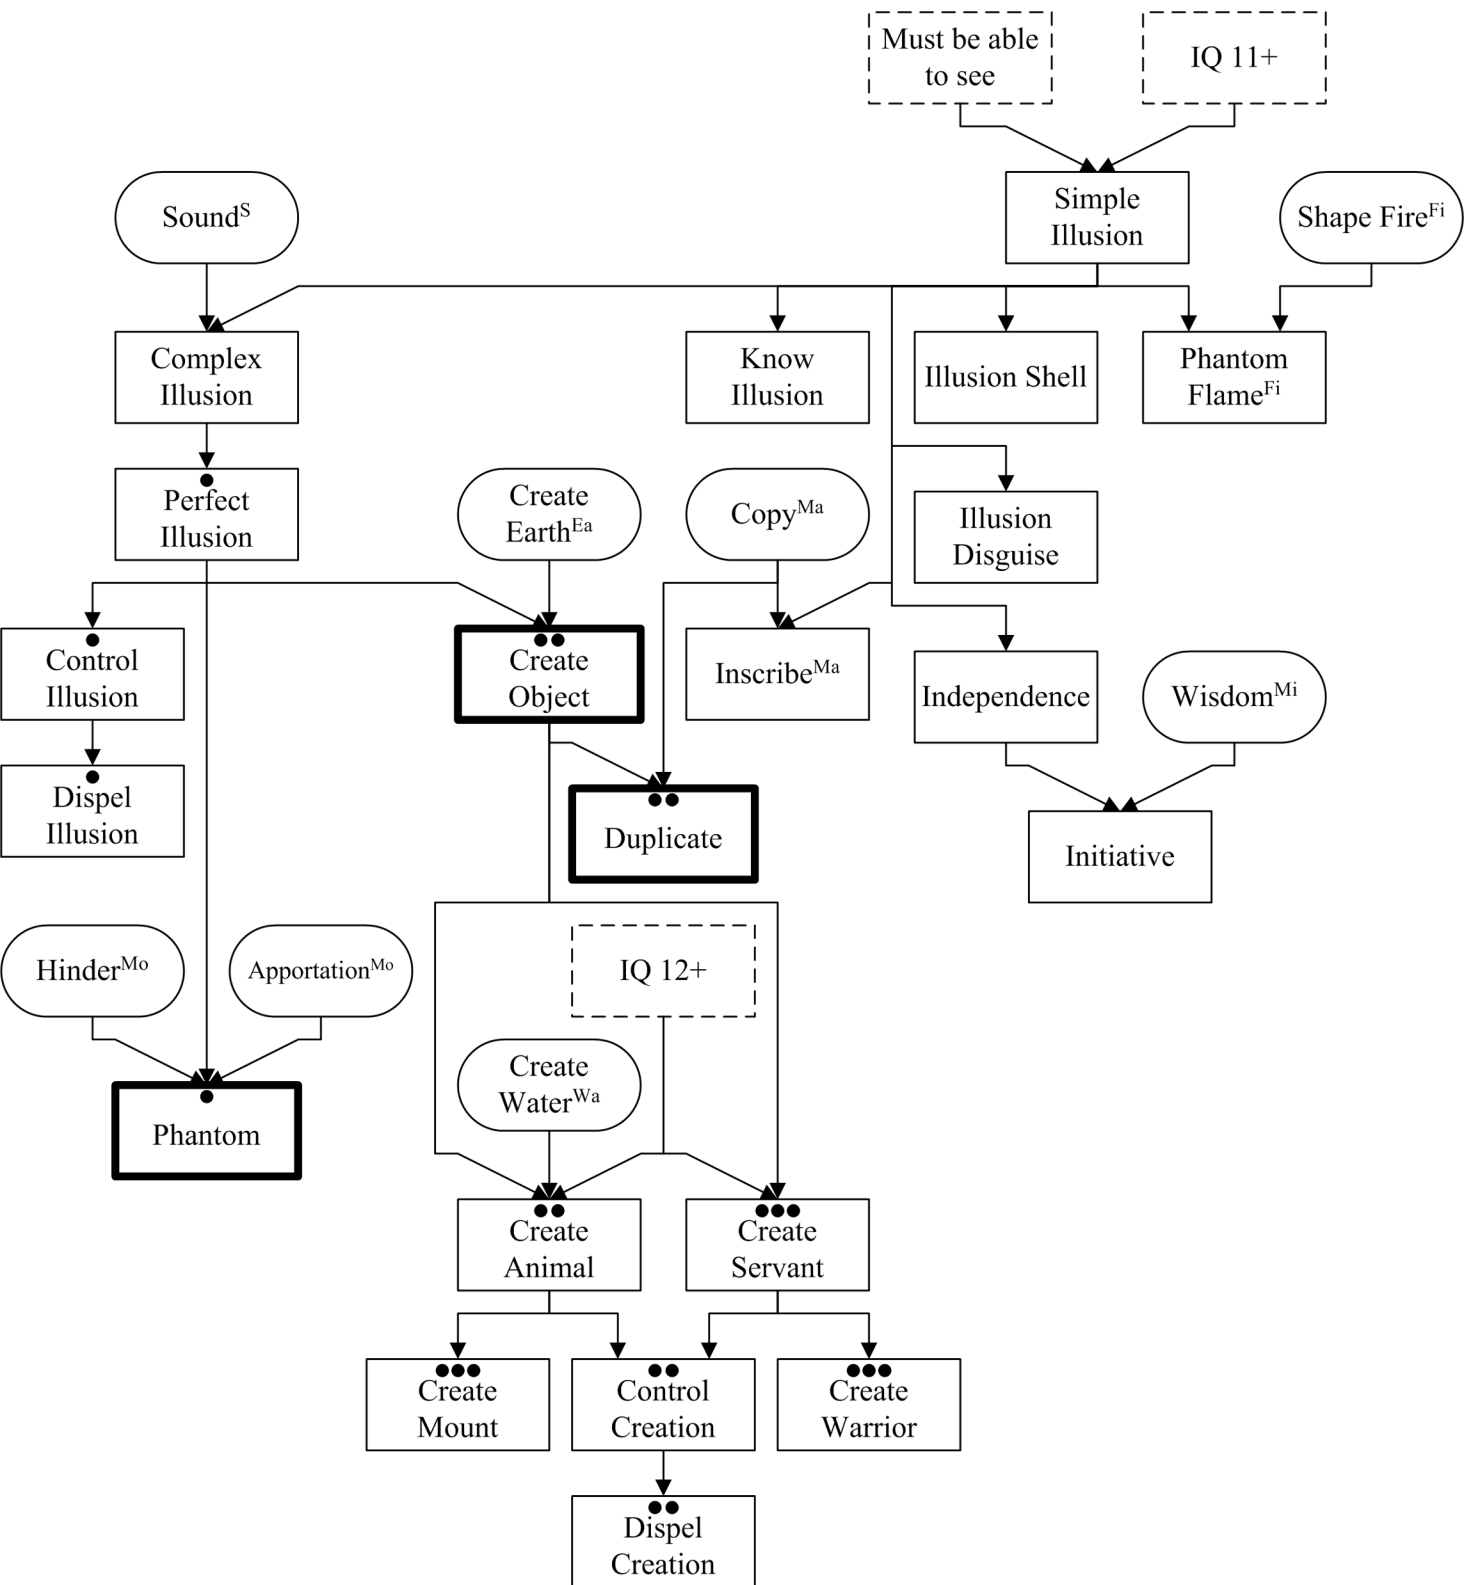 Must be able
to see
IQ 11+
Sound^S
Simple
Illusion
Shape Fire^Fi
Complex
Illusion
Know
Illusion
Illusion Shell
Phantom
Flame^Fi
Perfect
Illusion
Create
Earth^Ea
Copy^Ma
Illusion
Disguise
Control
Illusion
Create
Object
Inscribe^Ma
Independence
Wisdom^Mi
Dispel
Illusion
Duplicate
Initiative
Hinder^Mo
Apportation^Mo
IQ 12+
Create
Water^Wa
Phantom
Create
Animal
Create
Servant
Create
Mount
Control
Creation
Create
Warrior
Dispel
Creation